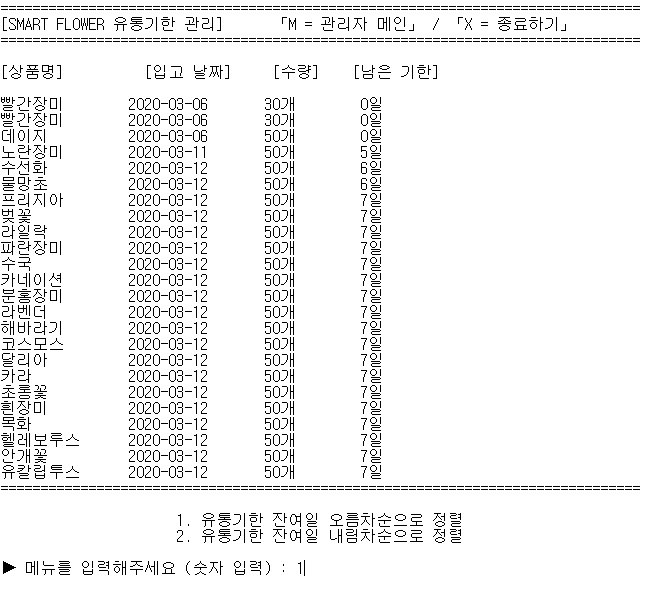 ================================================================================
[SMART FLOWER 유통기한 관리]       「M = 관리자 메인」 / 「X = 종료하기」
================================================================================
[상품명]          [입고 날짜]     [수량]    [남은 기한]
빨간장미        2020-03-06       30개        0일
빨간장미        2020-03-06       30개        0일
데이지          2020-03-06       50개        0일
노란장미        2020-03-11       50개        5일
수선화          2020-03-12       50개        6일
물망초          2020-03-12       50개        6일
프리지아        2020-03-12       50개        7일
벚꽃            2020-03-12       50개        7일
라일락          2020-03-12       50개        7일
파란장미        2020-03-12       50개        7일
수국            2020-03-12       50개        7일
카네이션        2020-03-12       50개        7일
분홍장미        2020-03-12       50개        7일
라벤더          2020-03-12       50개        7일
해바라기        2020-03-12       50개        7일
코스모스        2020-03-12       50개        7일
달리아          2020-03-12       50개        7일
카라            2020-03-12       50개        7일
초롱꽃          2020-03-12       50개        7일
흰장미          2020-03-12       50개        7일
목화            2020-03-12       50개        7일
헬레보루스      2020-03-12       50개        7일
안개꽃          2020-03-12       50개        7일
유칼립투스      2020-03-12       50개        7일
================================================================================
1. 유통기한 잔여일 오름차순으로 정렬
2. 유통기한 잔여일 내림차순으로 정렬
▶ 메뉴를 입력해주세요 (숫자 입력) : 1